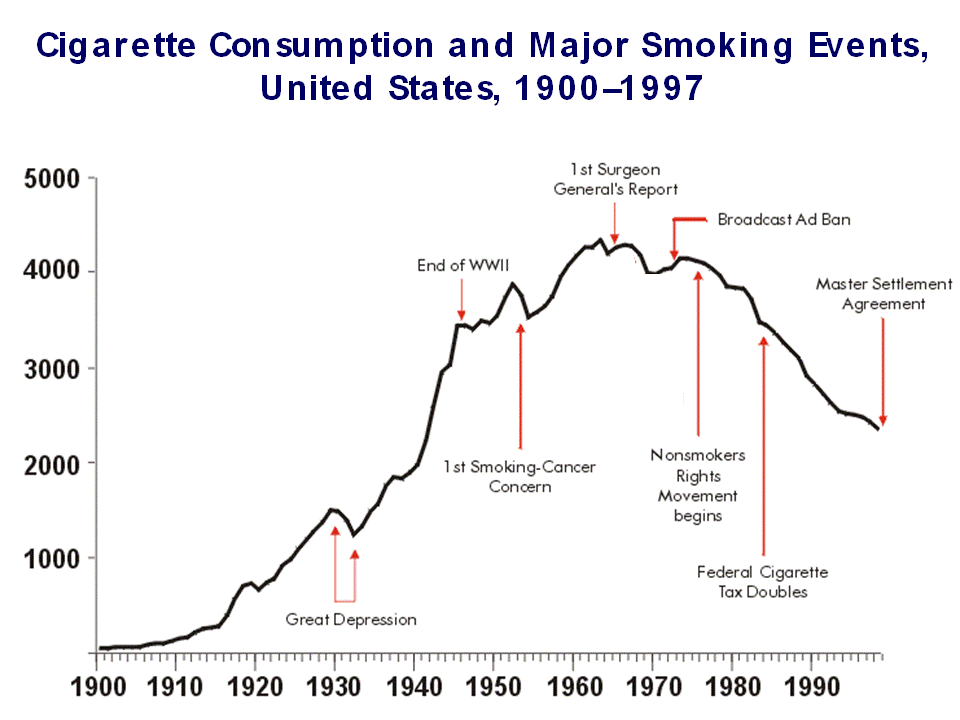 Cigarette Consumption and Major Smoking Events,
United States, 1900–1997
5000
4000
3000
2000
1000
1st Surgeon
General's Report
Broadcast Ad Ban
End of WWII
Master Settlement
Agreement
1st Smoking-Cancer
Concern
Nonsmokers
Rights
Movement
begins
Federal Cigarette
Tax Doubles
Great Depression
1900 1910 1920 1930 1940 1950 1960 1970 1980 1990